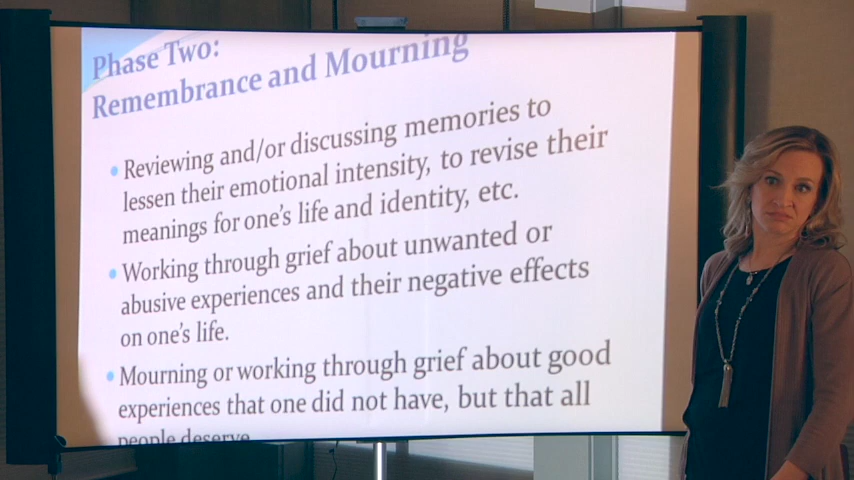 Phase Two:
Remembrance and Mourning
• Reviewing and/or discussing memories to
lessen their emotional intensity, to revise their
meanings for one's life and identity, etc.
• Working through grief about unwanted or
abusive experiences and their negative effects
on one's life.
• Mourning or working through grief about good
experiences that one did not have, but that all
people deserve